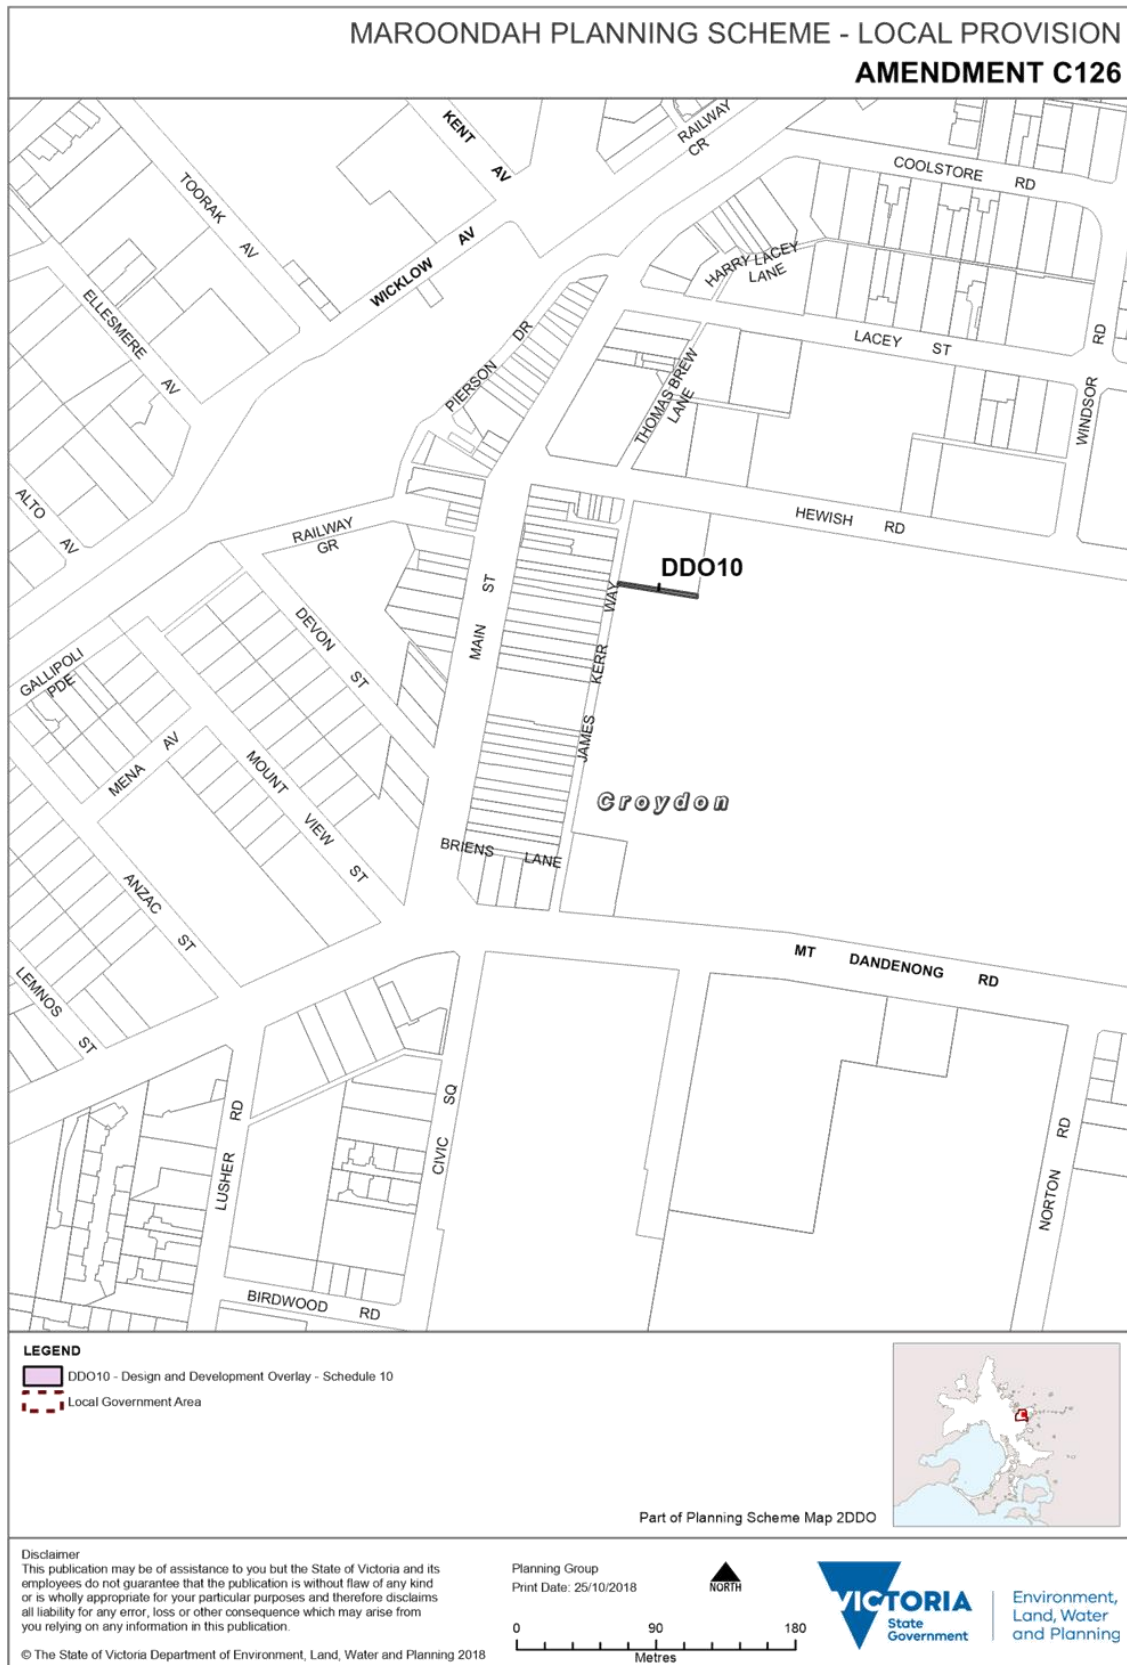 MAROONDAH PLANNING SCHEME - LOCAL PROVISION
AMENDMENT C126
KENT AV
RAILWAY CR
COOLSTORE RD
TOORAK AV
WICKLOW AV
HARRY LACEY LANE
ELLESMERE AV
PIERSON DR
LACEY ST
WINDSOR RD
THOMAS BREW LANE
ALTO AV
RAILWAY GR
HEWISH RD
DDO10
MAIN ST
JAMES KERR WAY
DEVON ST
GALLIPOLI PDE
MENA AV
MOUNT VIEW ST
Croydon
BRIENS LANE
ANZAC ST
LEMNOS ST
MT DANDENONG RD
LUSHER RD
CIVIC SQ
NORTON RD
BIRDWOOD RD
LEGEND
DDO10 - Design and Development Overlay - Schedule 10
Local Government Area
Part of Planning Scheme Map 2DDO
Disclaimer
This publication may be of assistance to you but the State of Victoria and its
employees do not guarantee that the publication is without flaw of any kind
or is wholly appropriate for your particular purposes and therefore disclaims
all liability for any error, loss or other consequence which may arise from
you relying on any information in this publication.
© The State of Victoria Department of Environment, Land, Water and Planning 2018
Planning Group
Print Date: 25/10/2018
NORTH
0 90 180
Metres
VICTORIA
State
Government
Environment,
Land, Water
and Planning